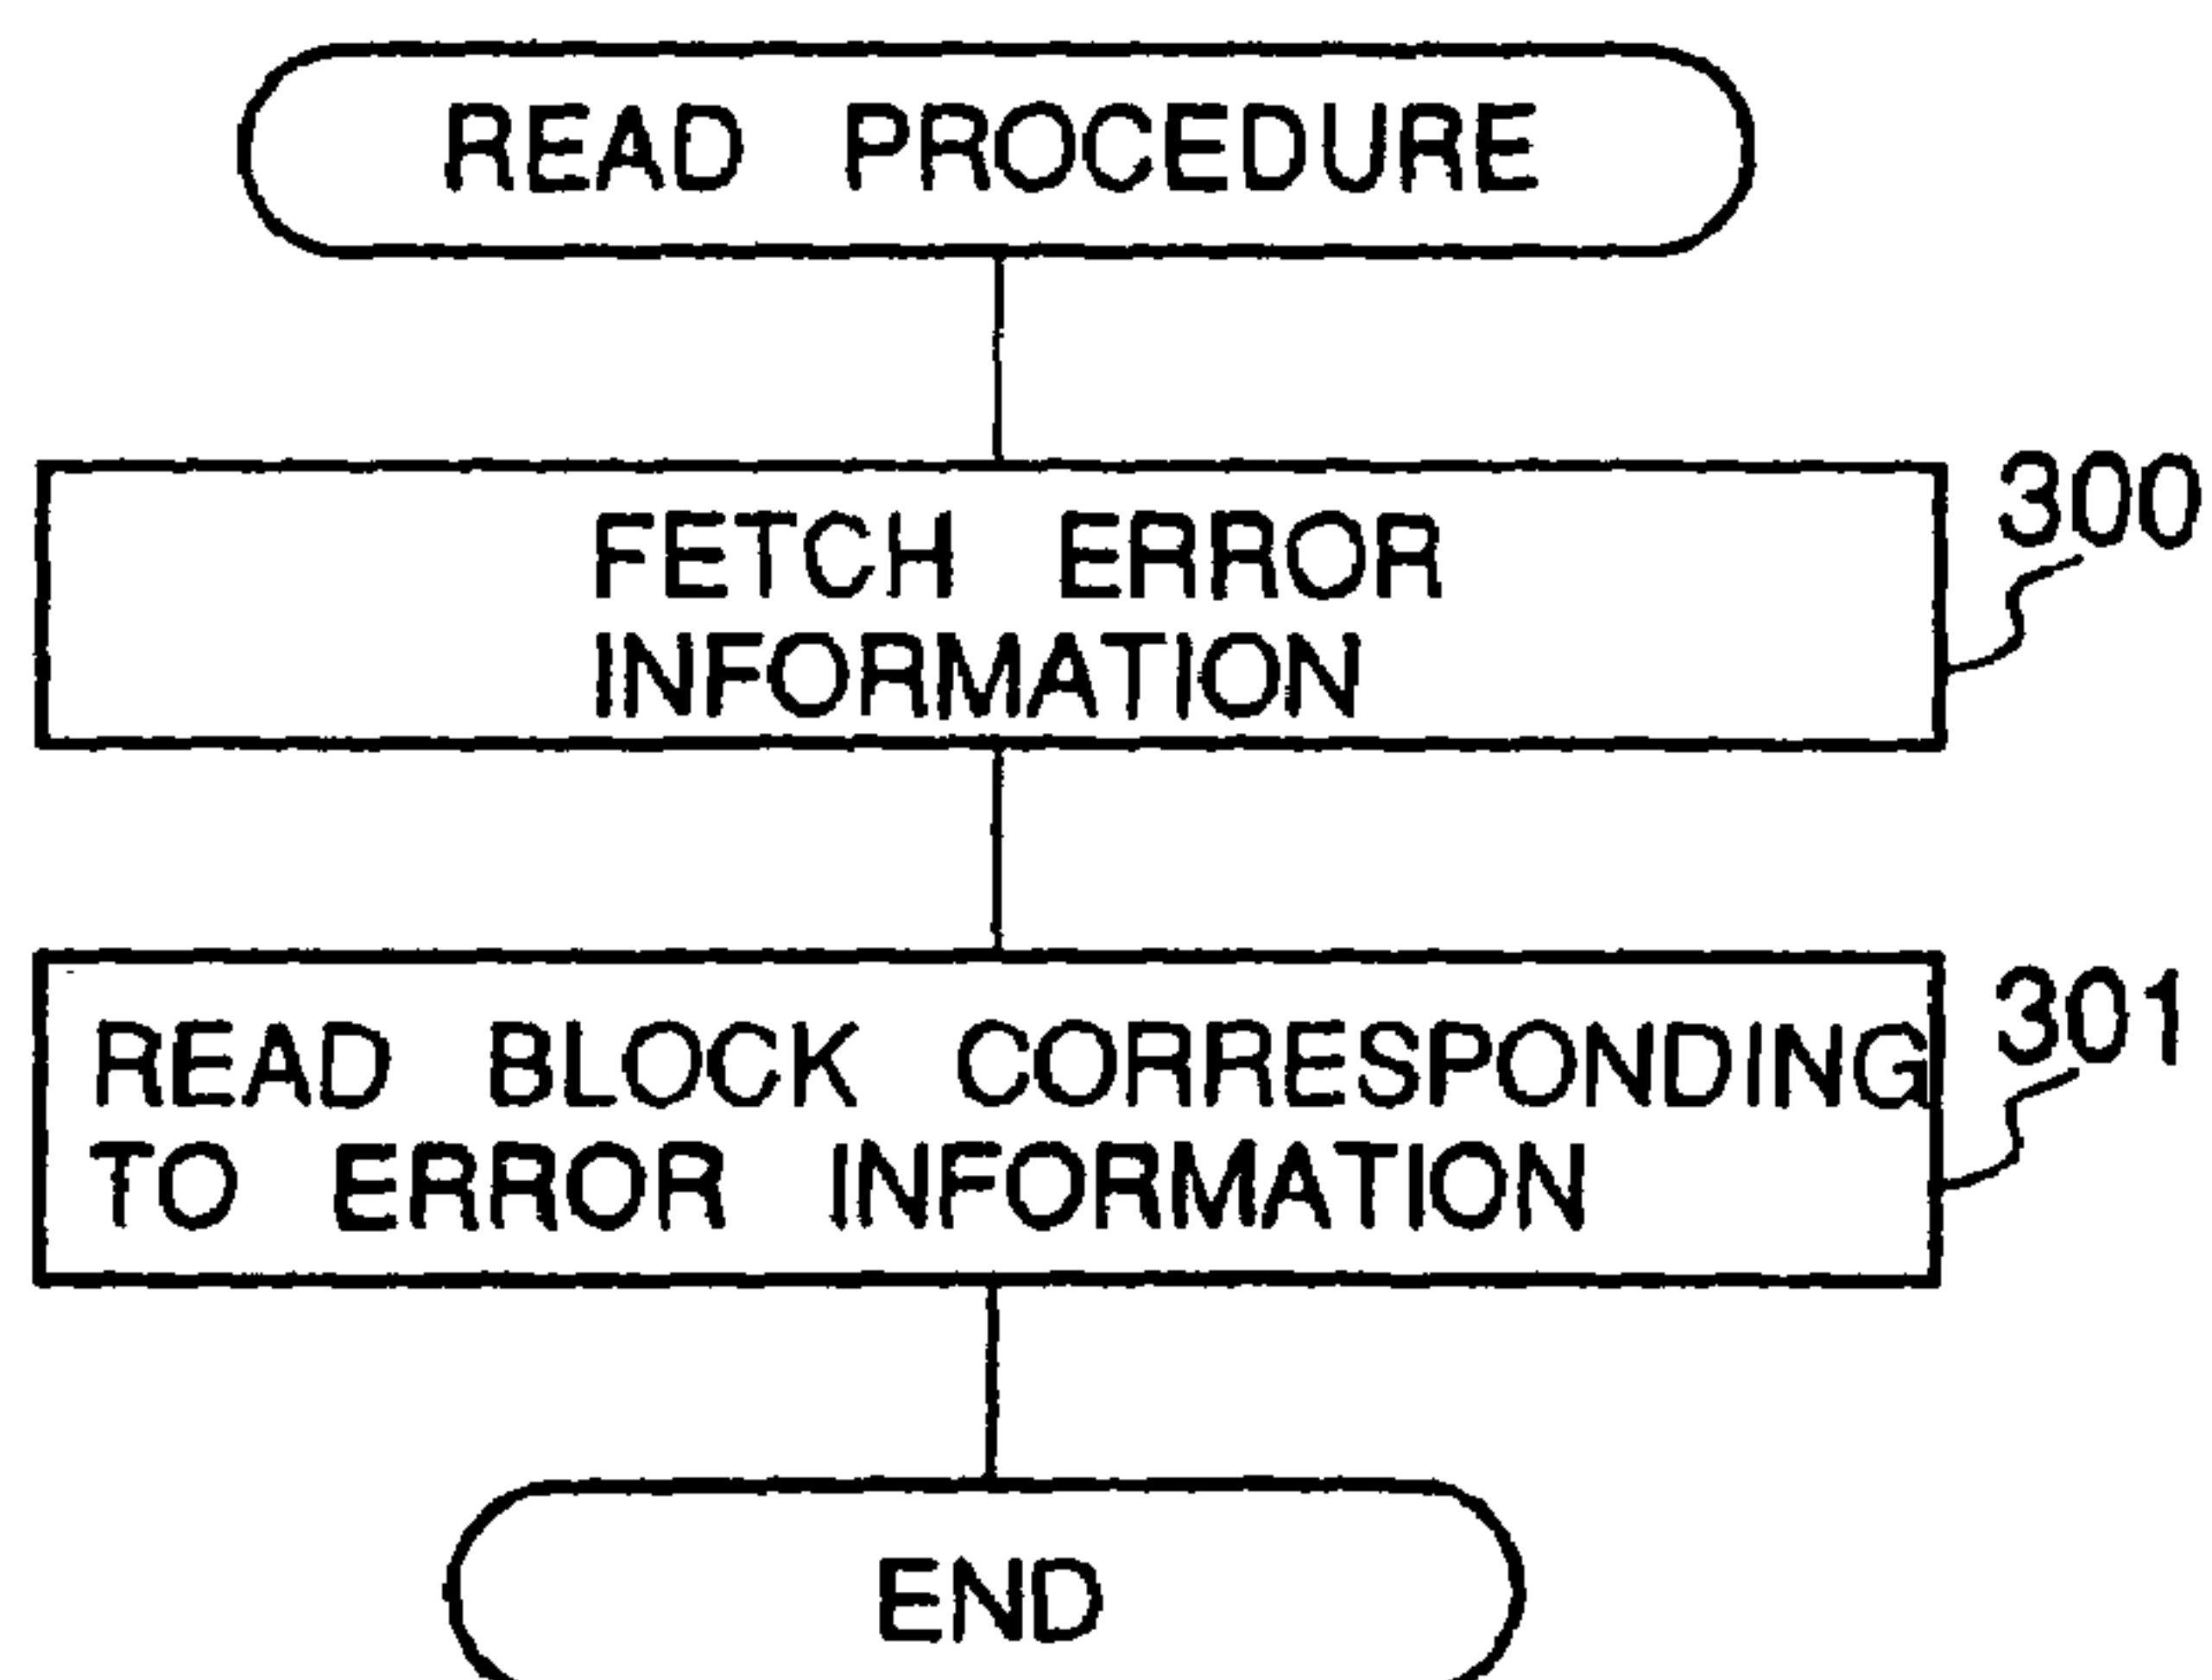 READ PROCEDURE
FETCH ERROR
INFORMATION
300
READ BLOCK CORRESPONDING
TO ERROR INFORMATION
301
END